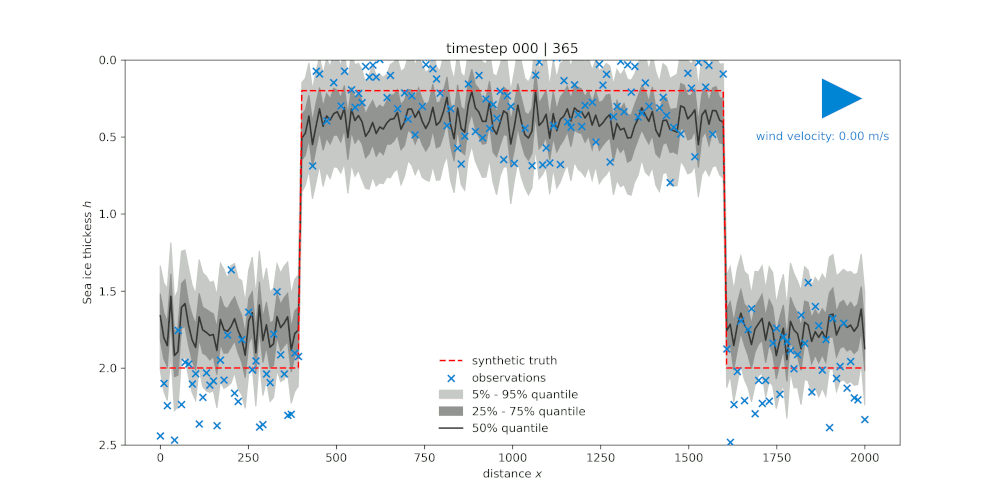 timestep 000 | 365
0.0
0.5
1.0
1.5
2.0
2.5
Sea ice thickess h
wind velocity: 0.00 m/s
synthetic truth
observations
5% - 95% quantile
25% - 75% quantile
50% quantile
0 250 500 750 1000 1250 1500 1750 2000
distance x